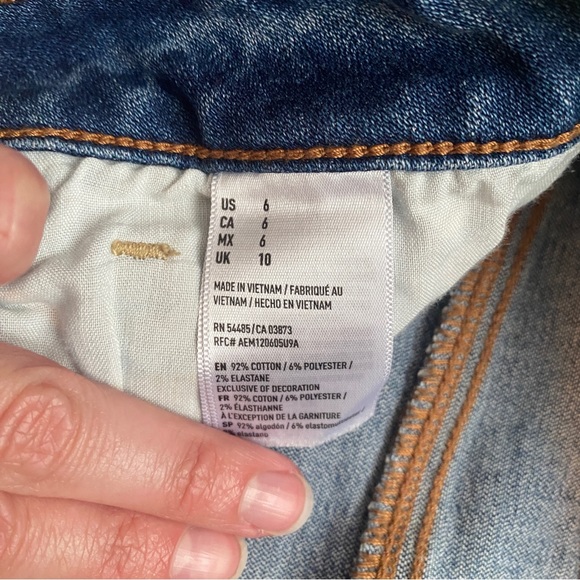 US 6
CA 6
MX 6
UK 10
MADE IN VIETNAM / FABRIQUÉ AU
VIETNAM / HECHO EN VIETNAM
RN 54485/CA 03873
RFC# AEM120605U9A
EN 92% COTTON / 6% POLYESTER /
2% ELASTANE
EXCLUSIVE OF DECORATION
FR 92% COTON / 6% POLYESTER /
2% ÉLASTHANNE
À L'EXCEPTION DE LA GARNITURE
SP 92% algodón / 6% elastom
elastano